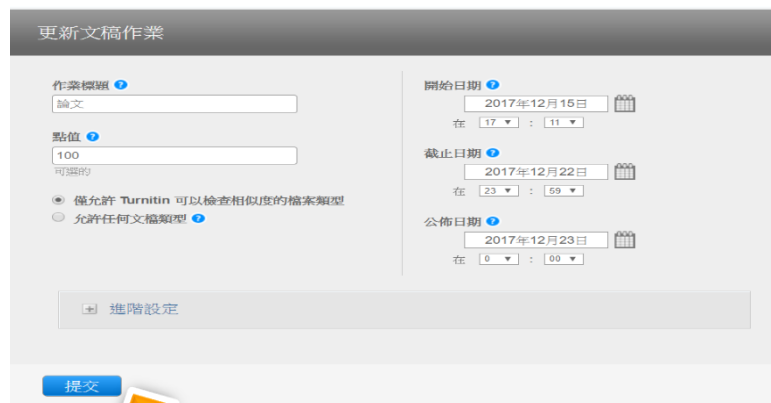 更新文稿作業
作業標題
論文
點值
100
可選的
僅允許 Turnitin 可以檢查相似度的檔案類型
允許任何文檔類型
開始日期
2017年12月15日
在 17 : 11
截止日期
2017年12月22日
在 23 : 59
公佈日期
2017年12月23日
在 0 : 00
進階設定
提交